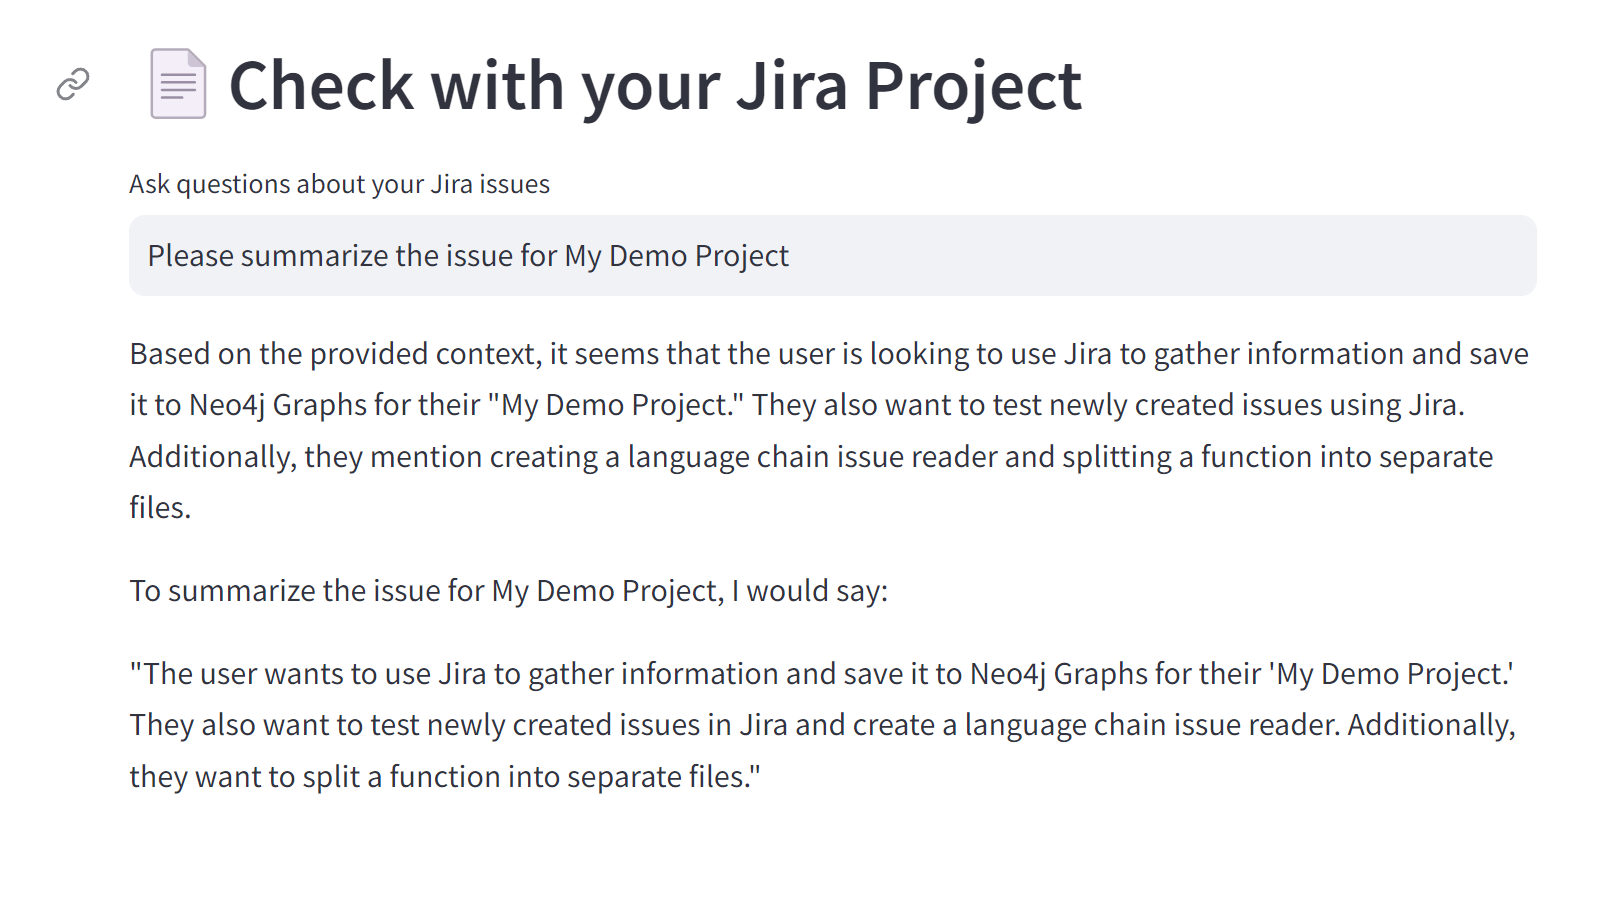 Check with your Jira Project
Ask questions about your Jira issues
Please summarize the issue for My Demo Project
Based on the provided context, it seems that the user is looking to use Jira to gather information and save
it to Neo4j Graphs for their "My Demo Project." They also want to test newly created issues using Jira.
Additionally, they mention creating a language chain issue reader and splitting a function into separate
files.
To summarize the issue for My Demo Project, I would say:
"The user wants to use Jira to gather information and save it to Neo4j Graphs for their 'My Demo Project.'
They also want to test newly created issues in Jira and create a language chain issue reader. Additionally,
they want to split a function into separate files."